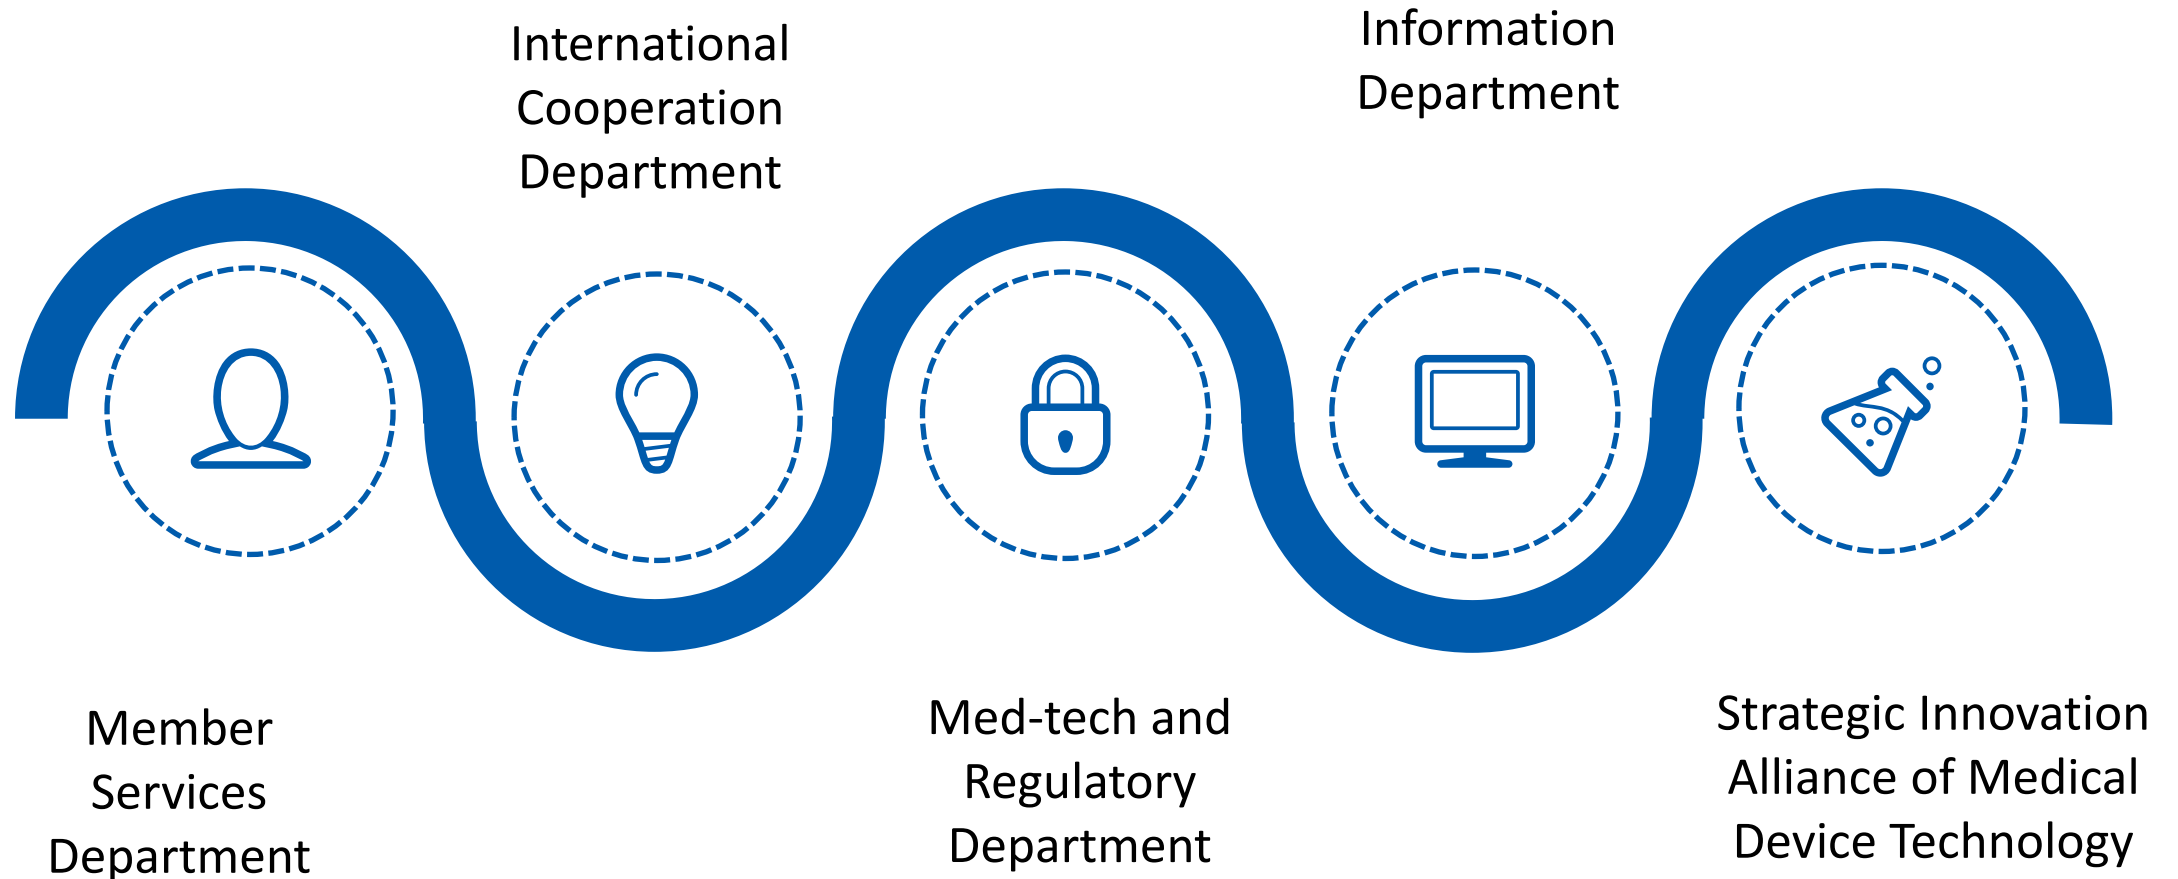 International
Cooperation
Department
Information
Department
Member
Services
Department
Med-tech and
Regulatory
Department
Strategic Innovation
Alliance of Medical
Device Technology